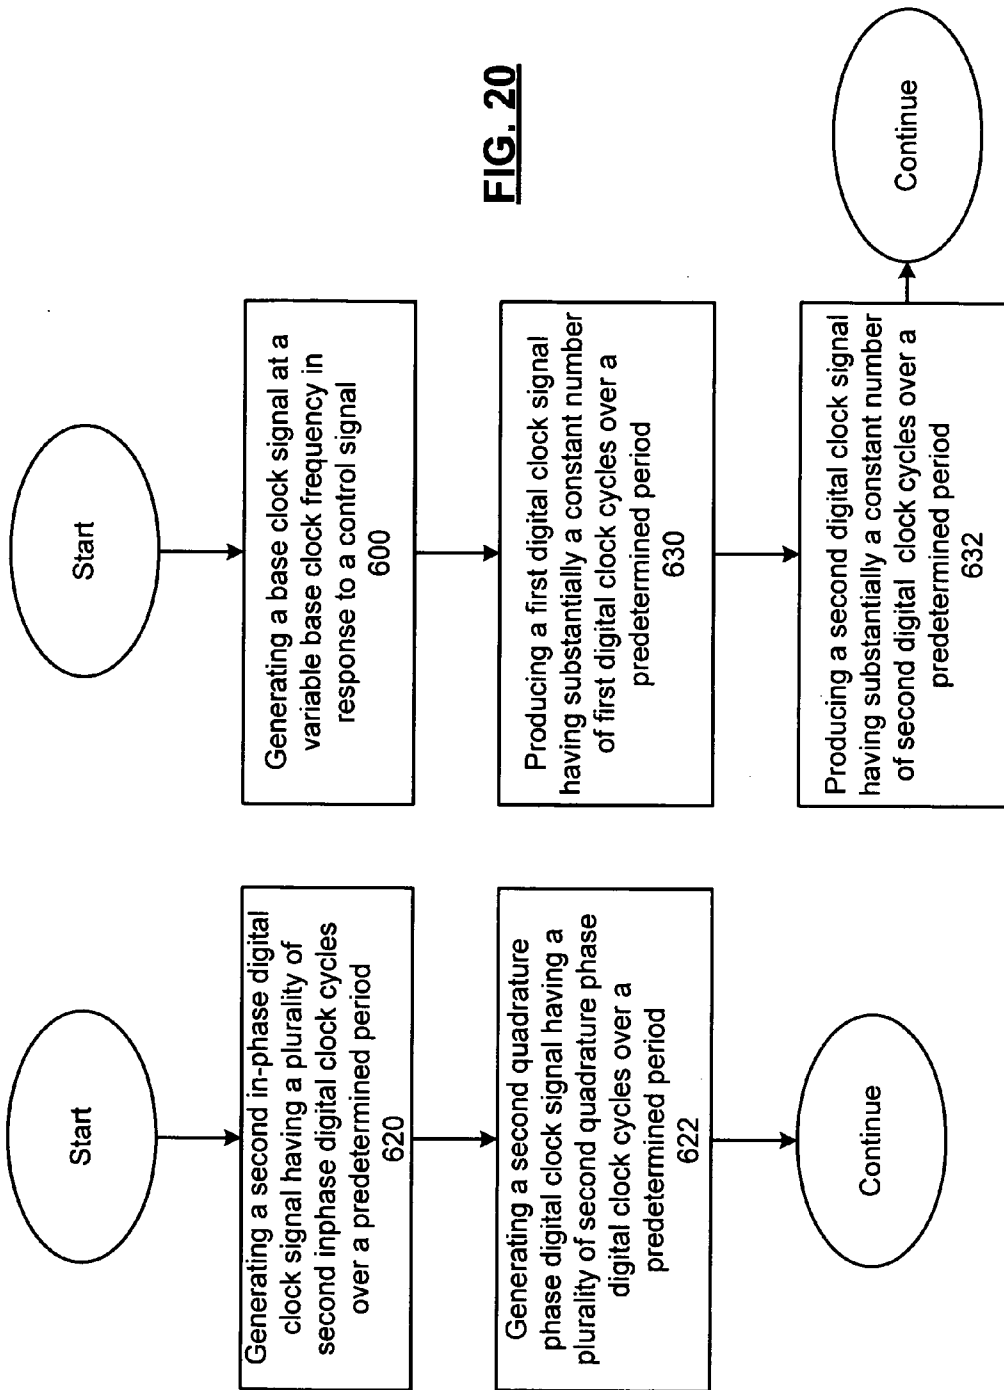 Start
Generating a second in-phase digital
clock signal having a plurality of
second inphase digital clock cycles
over a predetermined period
620
Generating a second quadrature
phase digital clock signal having a
plurality of second quadrature phase
digital clock cycles over a
predetermined period
622
Continue
Start
Generating a base clock signal at a
variable base clock frequency in
response to a control signal
600
Producing a first digital clock signal
having substantially a constant number
of first digital clock cycles over a
predetermined period
630
Producing a second digital clock signal
having substantially a constant number
of second digital clock cycles over a
predetermined period
632
Continue
FIG. 20